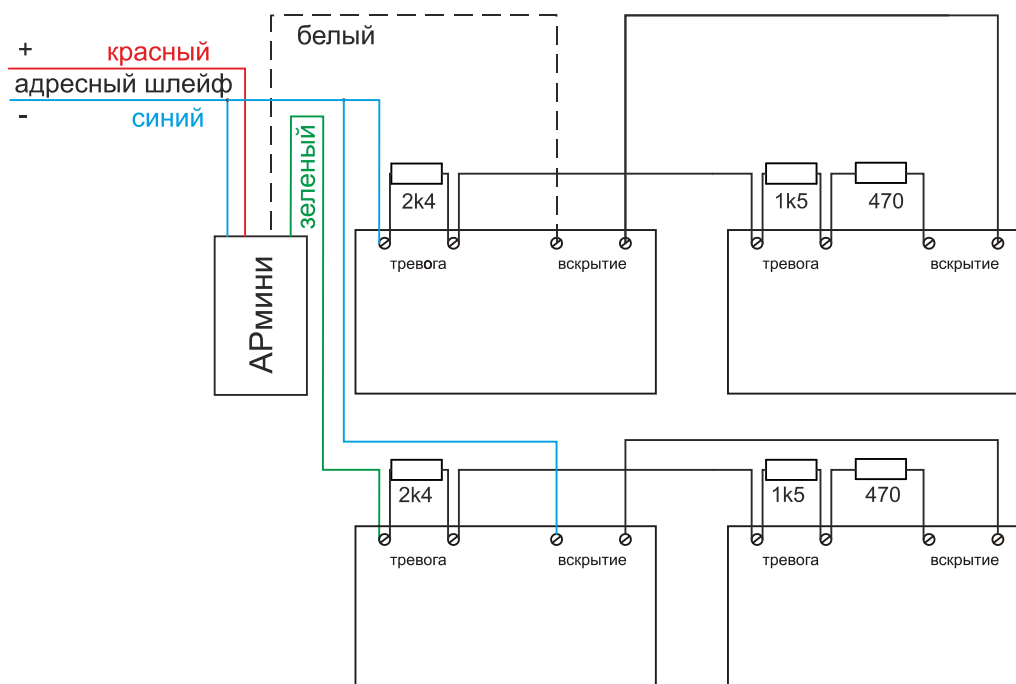 белый
+
красный
адресный шлейф
-
синий
зеленый
АРмини
2k4
1k5
470
тревога
вскрытие
тревога
вскрытие
2k4
1k5
470
тревога
вскрытие
тревога
вскрытие